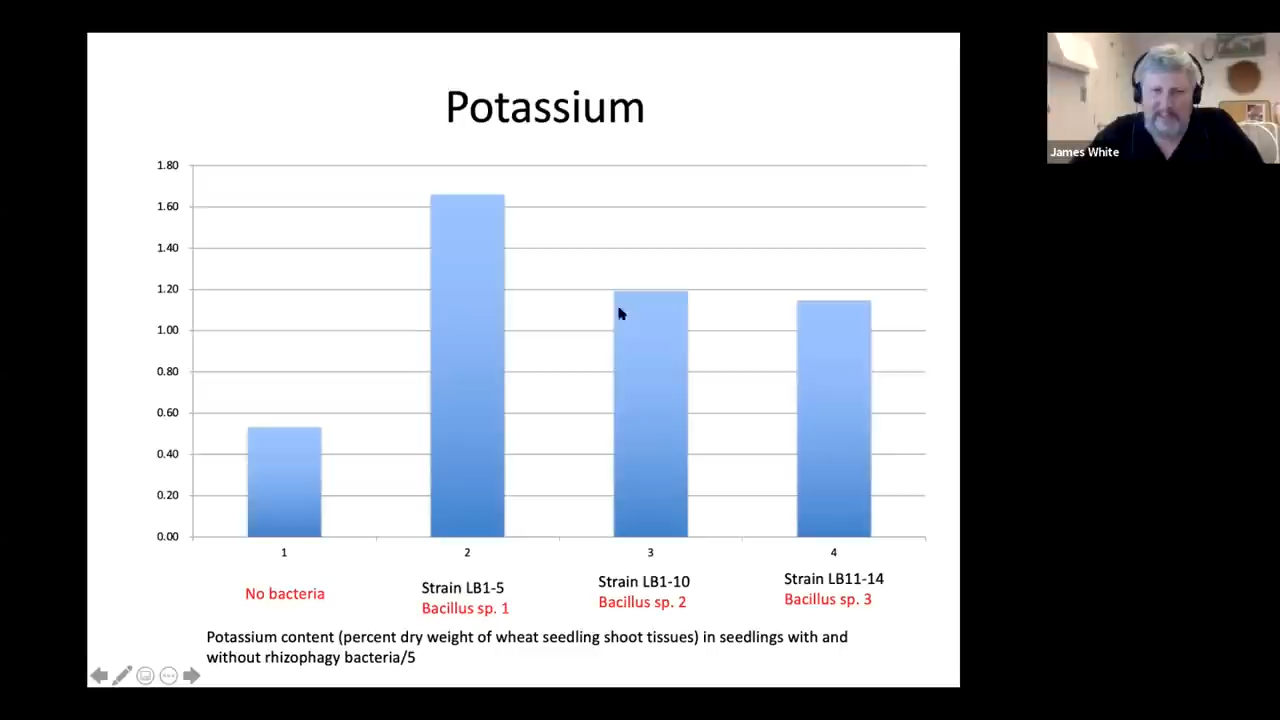 Potassium
1.80
1.60
1.40
1.20
1.00
0.80
0.60
0.40
0.20
0.00
1 2 3 4
No bacteria
Strain LB1-5
Bacillus sp. 1
Strain LB1-10
Bacillus sp. 2
Strain LB11-14
Bacillus sp. 3
Potassium content (percent dry weight of wheat seedling shoot tissues) in seedlings with and
without rhizophagy bacteria/5
James White